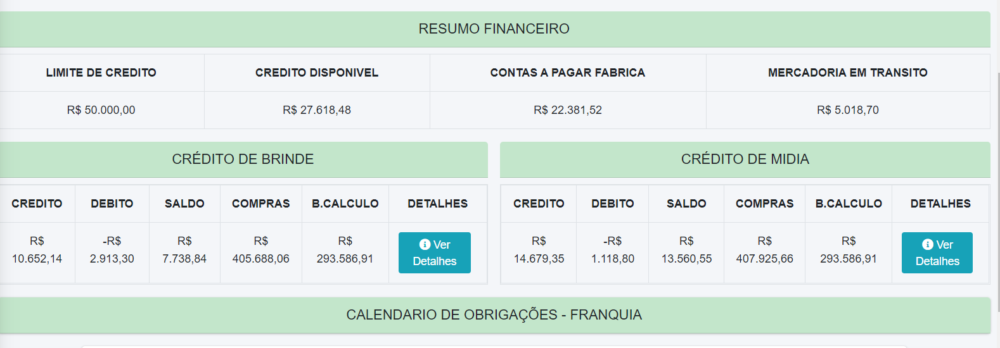 RESUMO FINANCEIRO
LIMITE DE CREDITO CREDITO DISPONIVEL CONTAS A PAGAR FABRICA MERCADORIA EM TRANSITO
R$ 50.000,00 R$ 27.618,48 R$ 22.381,52 R$ 5.018,70
CRÉDITO DE BRINDE
CREDITO DEBITO SALDO COMPRAS B.CALCULO DETALHES
R$ -R$ R$ R$ R$ Ver
10.652,14 2.913,30 7.738,84 405.688,06 293.586,91 Detalhes
CRÉDITO DE MIDIA
CREDITO DEBITO SALDO COMPRAS B.CALCULO DETALHES
R$ -R$ R$ R$ R$ Ver
14.679,35 1.118,80 13.560,55 407.925,66 293.586,91 Detalhes
CALENDARIO DE OBRIGAÇÕES - FRANQUIA